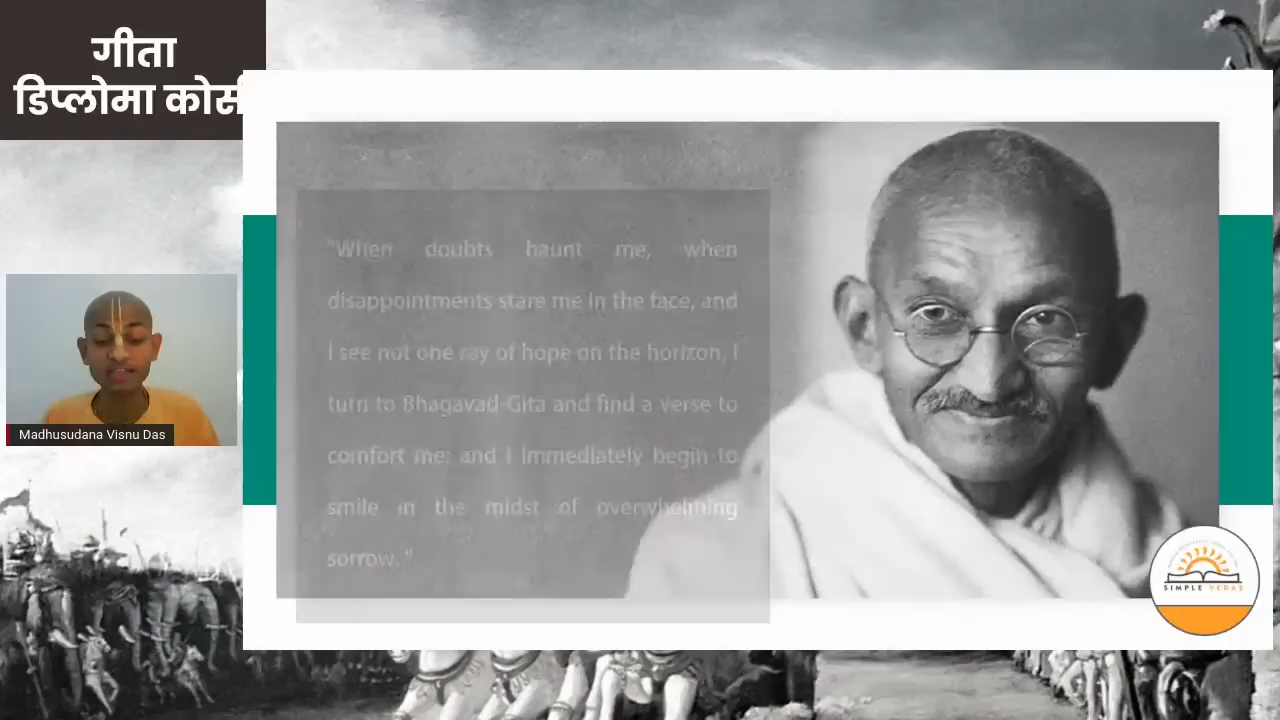 गीता
डिप्लोमा कोर्स
"When doubts haunt me, when
disappointments stare me in the face, and
I see not one ray of hope on the horizon, I
turn to Bhagavad-Gita and find a verse to
comfort me; and I immediately begin to
smile in the midst of overwhelming
sorrow."
Madhusudana Visnu Das
SIMPLE VEDAS